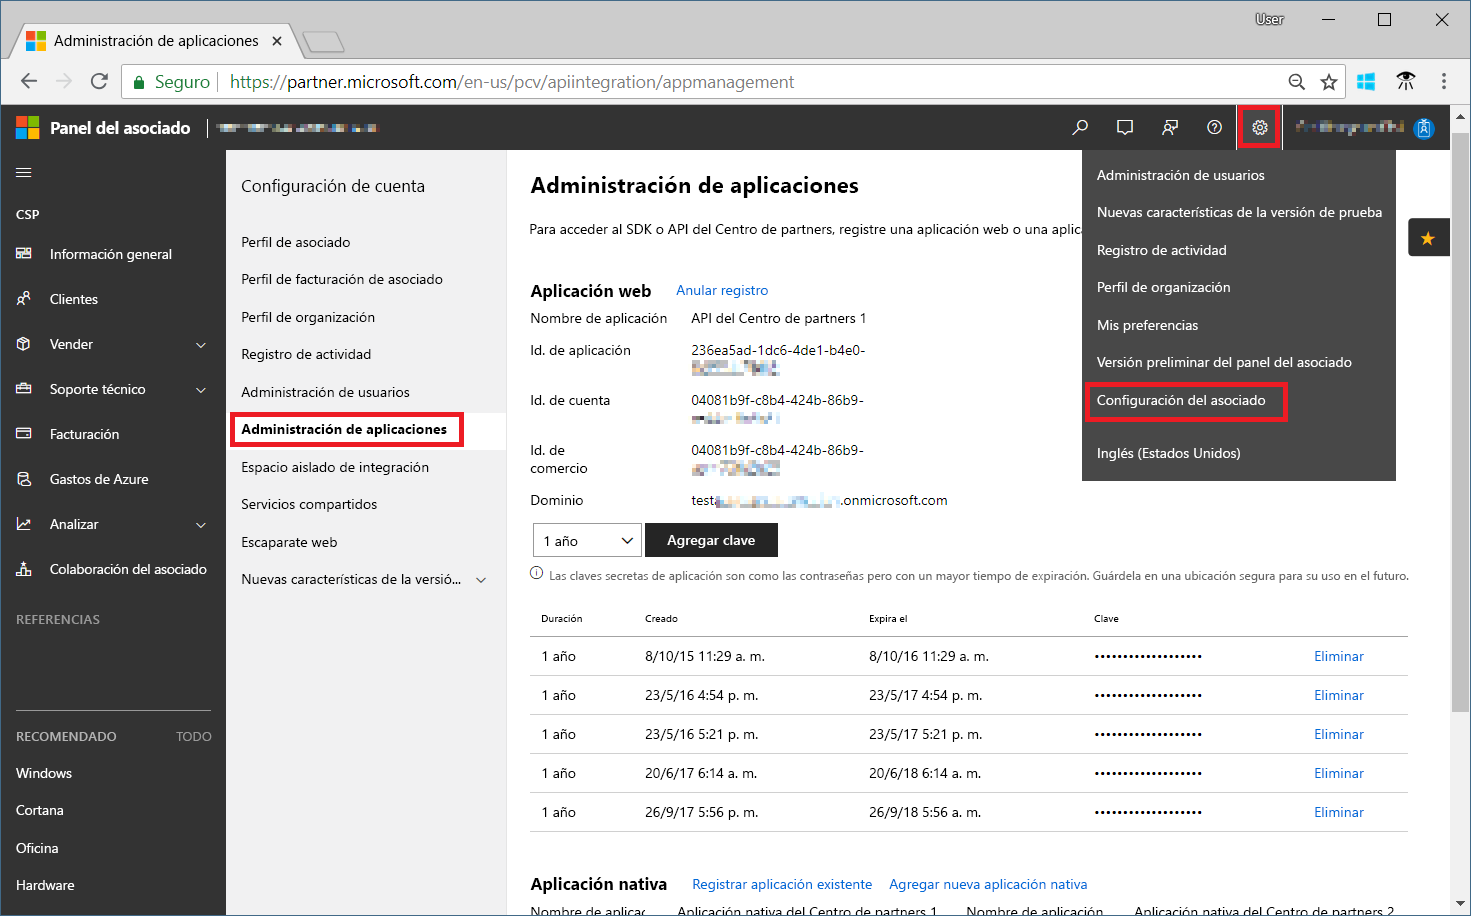 User
Administración de aplicaciones
Seguro
https://partner.microsoft.com/en-us/pcv/apiintegration/appmanagement
Panel del asociado
CSP
Información general
Clientes
Vender
Soporte técnico
Facturación
Gastos de Azure
Analizar
Colaboración del asociado
REFERENCIAS
RECOMENDADO TODO
Windows
Cortana
Oficina
Hardware
Configuración de cuenta
Perfil de asociado
Perfil de facturación de asociado
Perfil de organización
Registro de actividad
Administración de usuarios
Administración de aplicaciones
Espacio aislado de integración
Servicios compartidos
Escaparate web
Nuevas características de la versió...
Administración de aplicaciones
Para acceder al SDK o API del Centro de partners, registre una aplicación web o una aplic
Aplicación web Anular registro
Nombre de aplicación API del Centro de partners 1
Id. de aplicación 236ea5ad-1dc6-4de1-b4e0-
Id. de cuenta 04081b9f-c8b4-424b-86b9-
Id. de comercio 04081b9f-c8b4-424b-86b9-
Dominio test .onmicrosoft.com
1 año Agregar clave
Las claves secretas de aplicación son como las contraseñas pero con un mayor tiempo de expiración. Guárdela en una ubicación segura para su uso en el futuro.
Duración Creado Expira el Clave
1 año 8/10/15 11:29 a. m. 8/10/16 11:29 a. m. ••••••••••••••••••• Eliminar
1 año 23/5/16 4:54 p. m. 23/5/17 4:54 p. m. ••••••••••••••••••• Eliminar
1 año 23/5/16 5:21 p. m. 23/5/17 5:21 p. m. ••••••••••••••••••• Eliminar
1 año 20/6/17 6:14 a. m. 20/6/18 6:14 a. m. ••••••••••••••••••• Eliminar
1 año 26/9/17 5:56 p. m. 26/9/18 5:56 a. m. ••••••••••••••••••• Eliminar
Aplicación nativa Registrar aplicación existente Agregar nueva aplicación nativa
Nombre de aplicac Aplicación nativa del Centro de partners 1 Nombre de aplicación Aplicación nativa del Centro de partners 2
Administración de usuarios
Nuevas características de la versión de prueba
Registro de actividad
Perfil de organización
Mis preferencias
Versión preliminar del panel del asociado
Configuración del asociado
Inglés (Estados Unidos)